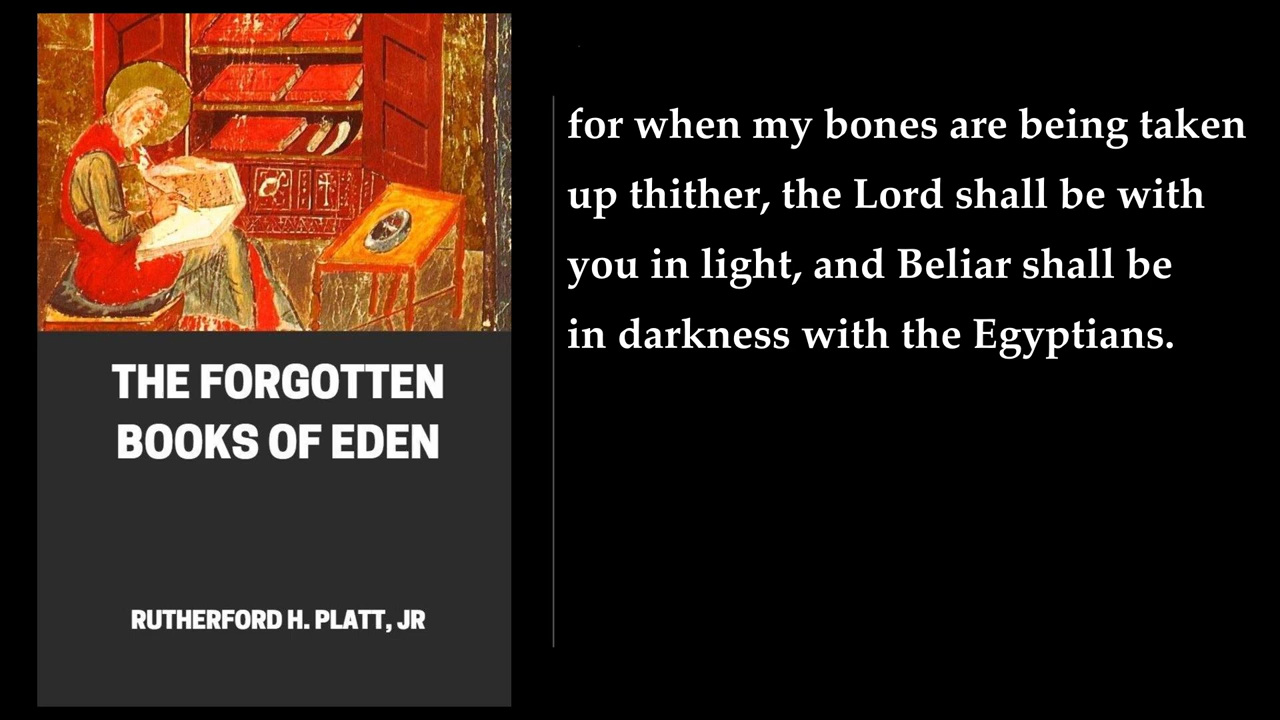 THE FORGOTTEN
BOOKS OF EDEN
RUTHERFORD H. PLATT, JR
for when my bones are being taken
up thither, the Lord shall be with
you in light, and Beliar shall be
in darkness with the Egyptians.